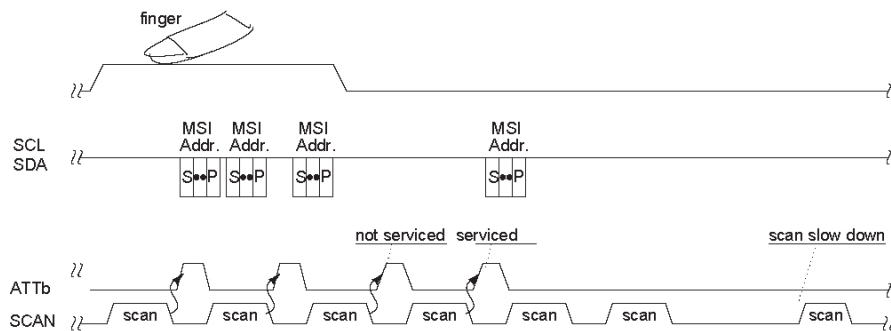 finger
MSI MSI MSI MSI
Addr. Addr. Addr. Addr.
SCL
SDA
S••P S••P S••P S••P
not serviced serviced scan slow down
ATTb
SCAN scan scan scan scan scan scan scan